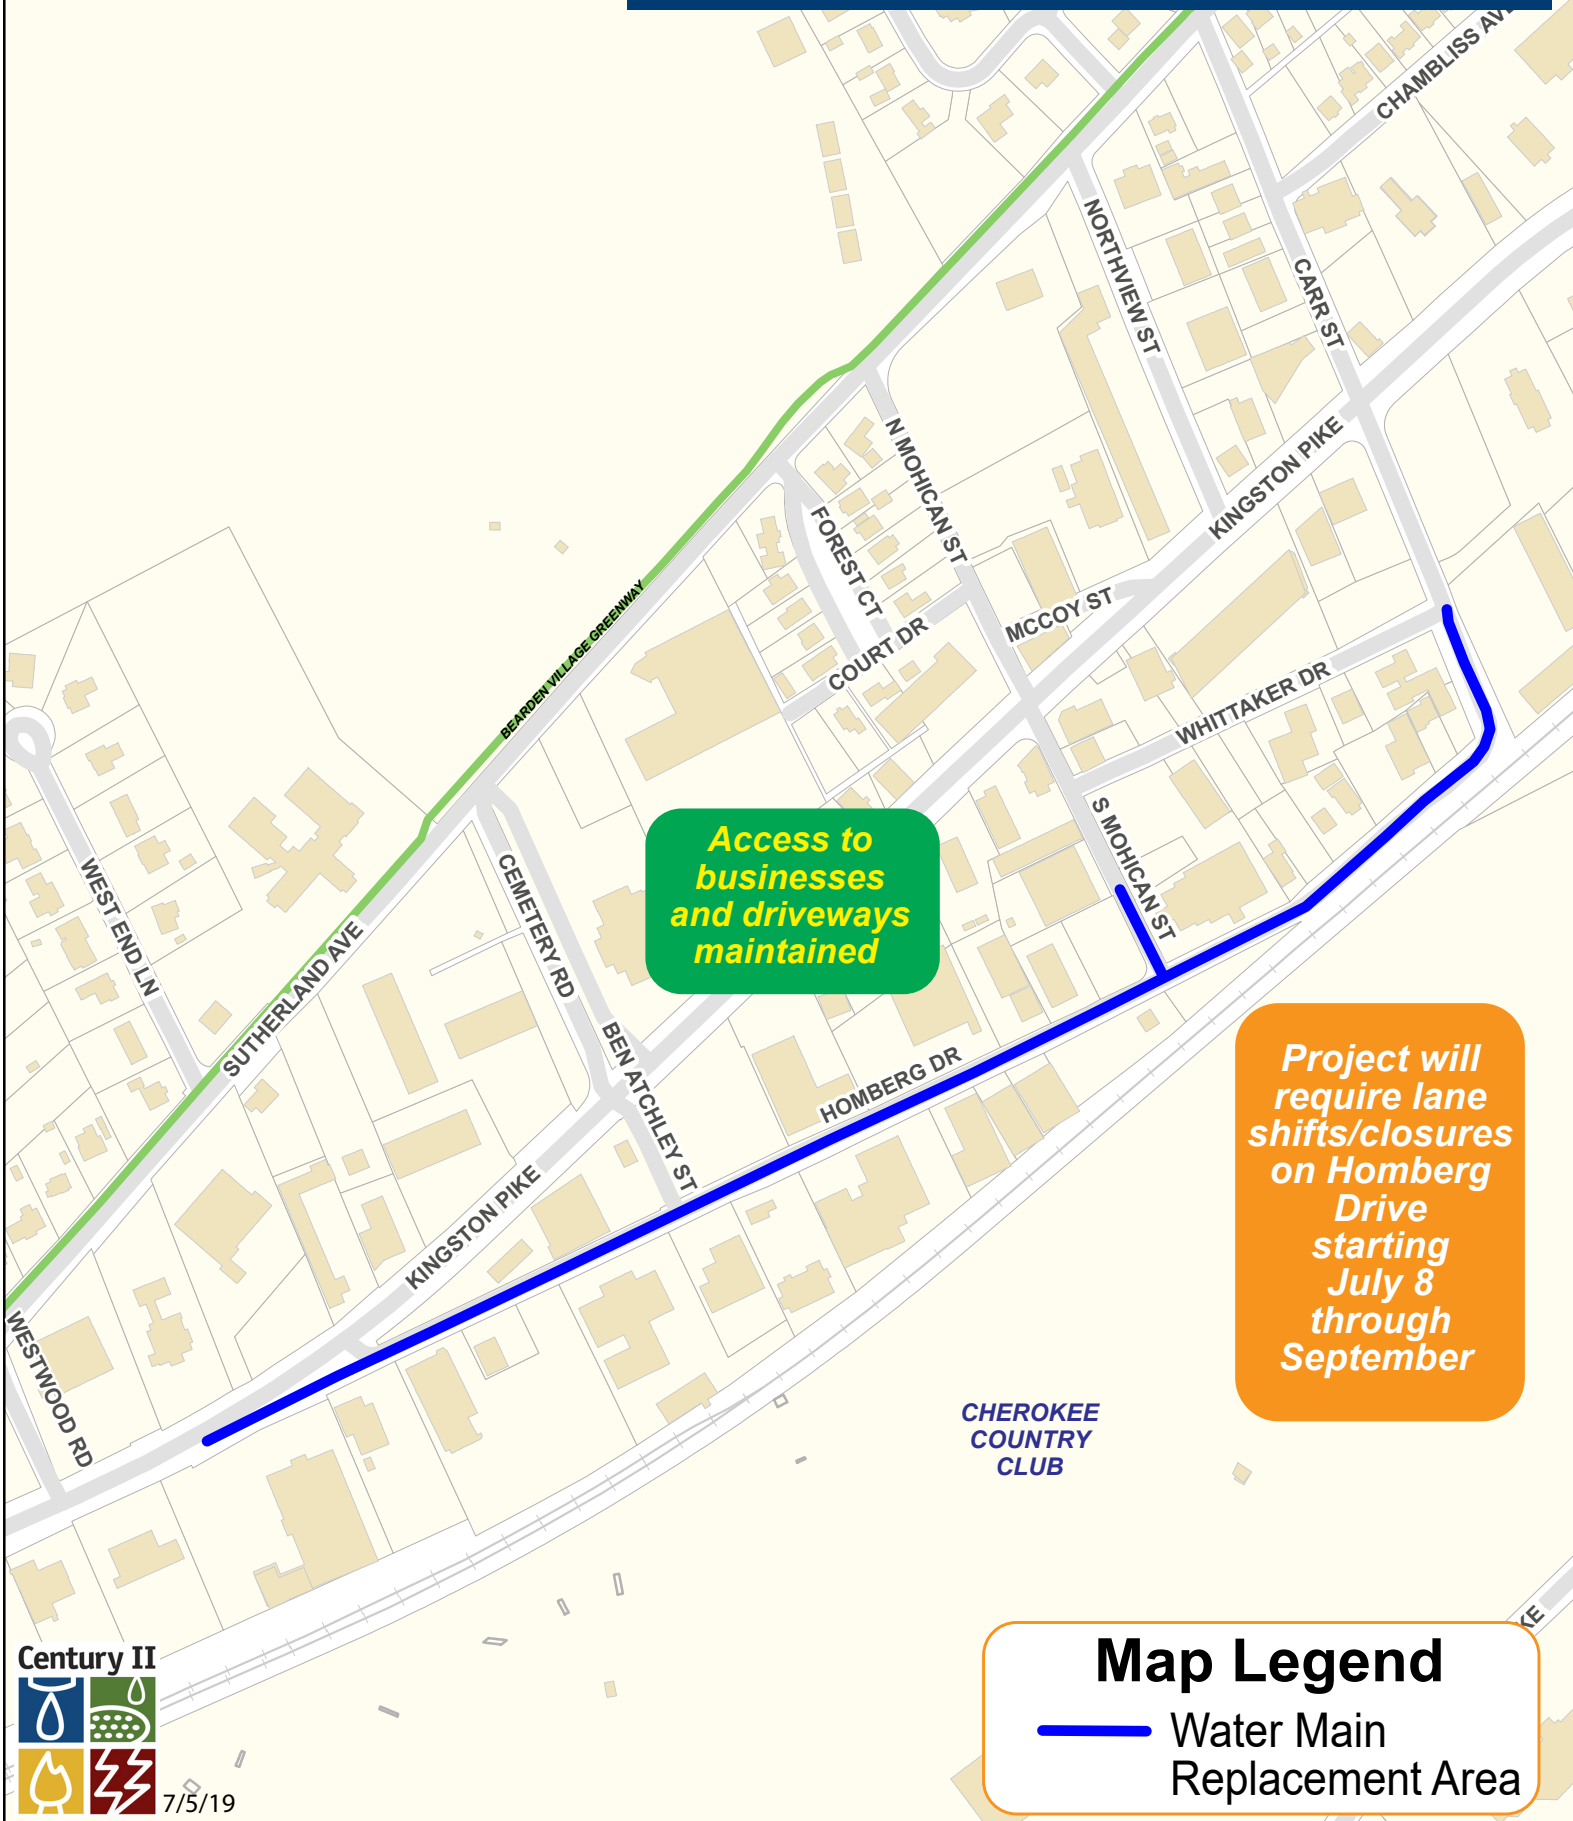 CHAMBLISS AVE
NORTHVIEW ST
CARR ST
N MOHICAN ST
KINGSTON PIKE
FOREST CT
MCCOY ST
COURT DR
BEARDEN VILLAGE GREENWAY
WHITTAKER DR
Access to
businesses
and driveways
maintained
S MOHICAN ST
WEST END LN
CEMETERY RD
SUTHERLAND AVE
BEN ATCHLEY ST
HOMBERG DR
Project will
require lane
shifts/closures
on Homberg
Drive
starting
July 8
through
September
KINGSTON PIKE
WESTWOOD RD
CHEROKEE
COUNTRY
CLUB
KE
Map Legend
Water Main
Replacement Area
Century II
7/5/19